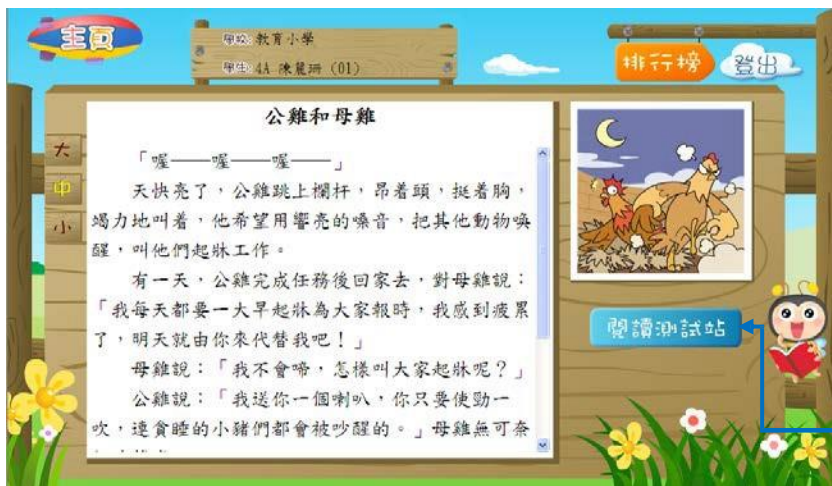 主頁
學校: 教育小學
學生: 4A 陳麗珊 (01)
排行榜
登出
大
中
小
公雞和母雞
「喔——喔——喔——」
天快亮了，公雞跳上欄杆，昂着頭，挺着胸，
竭力地叫着，他希望用響亮的嗓音，把其他動物喚
醒，叫他們起牀工作。
有一天，公雞完成任務後回家去，對母雞說：
「我每天都要一大早起牀為大家報時，我感到疲累
了，明天就由你來代替我吧！」
母雞說：「我不會啼，怎樣叫大家起牀呢？」
公雞說：「我送你一個喇叭，你只要使勁一
吹，連貪睡的小豬們都會被吵醒的。」母雞無可奈
閱讀測試站